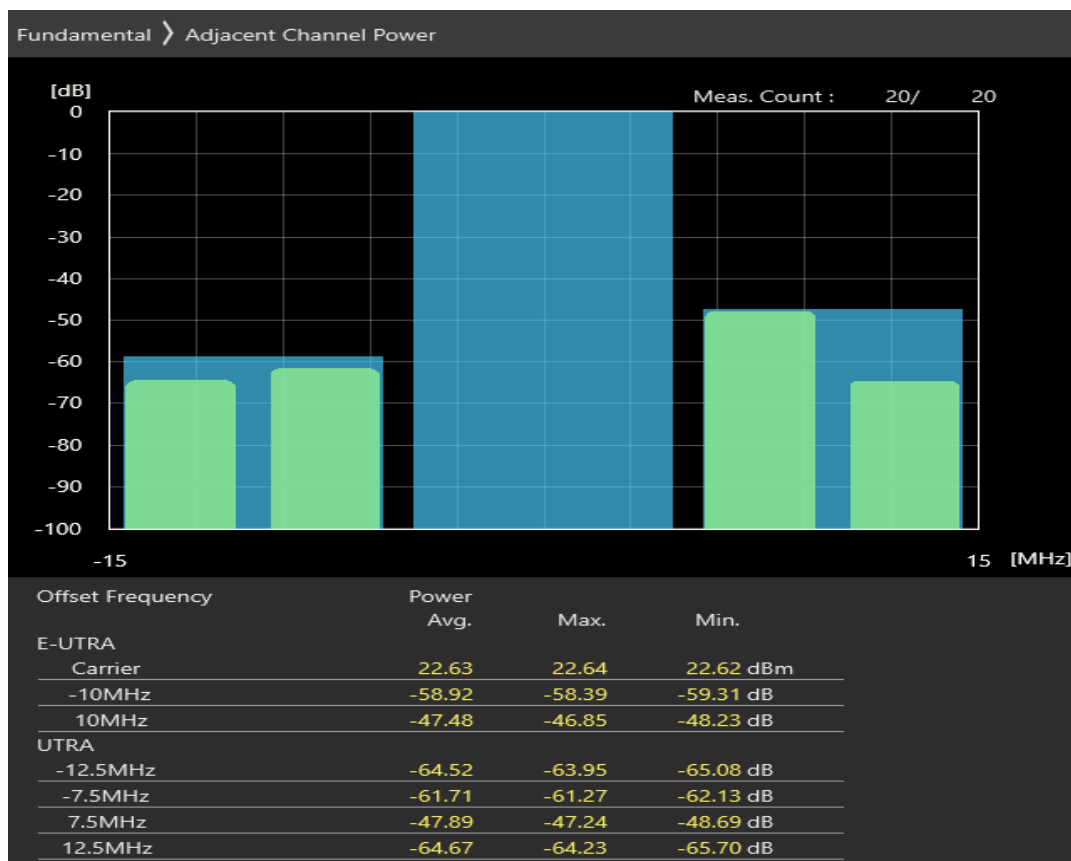 Fundamental ❯ Adjacent Channel Power
[dB]
Meas. Count : 20/ 20
0
-10
-20
-30
-40
-50
-60
-70
-80
-90
-100
-15 15 [MHz]
Offset Frequency Power
Avg. Max. Min.
E-UTRA
Carrier 22.63 22.64 22.62 dBm
-10MHz -58.92 -58.39 -59.31 dB
10MHz -47.48 -46.85 -48.23 dB
UTRA
-12.5MHz -64.52 -63.95 -65.08 dB
-7.5MHz -61.71 -61.27 -62.13 dB
7.5MHz -47.89 -47.24 -48.69 dB
12.5MHz -64.67 -64.23 -65.70 dB